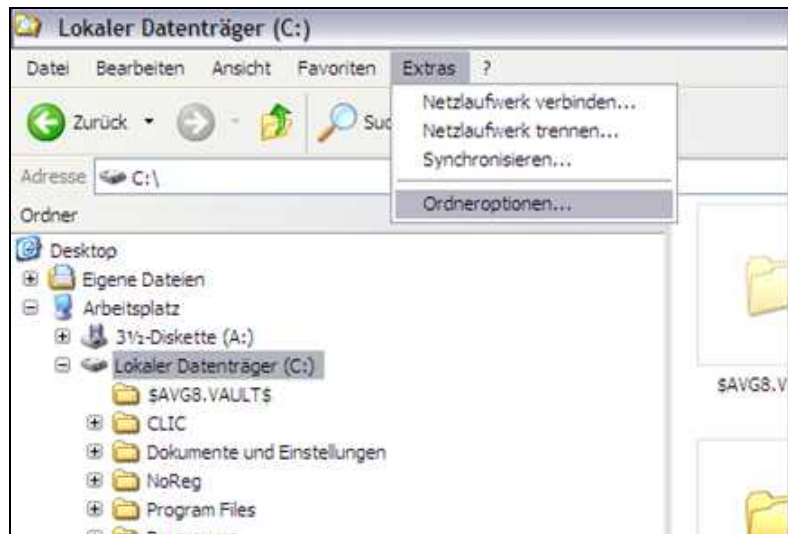 Lokaler Datenträger (C:)
Datei Bearbeiten Ansicht Favoriten Extras ?
Netzlaufwerk verbinden...
Netzlaufwerk trennen...
Synchronisieren...
Ordneroptionen...
Zurück
Adresse C:\
Ordner
Desktop
Eigene Dateien
Arbeitsplatz
3½-Diskette (A:)
Lokaler Datenträger (C:)
$AVG8.VAULT$
CLIC
Dokumente und Einstellungen
NoReg
Program Files
$AVG8.V